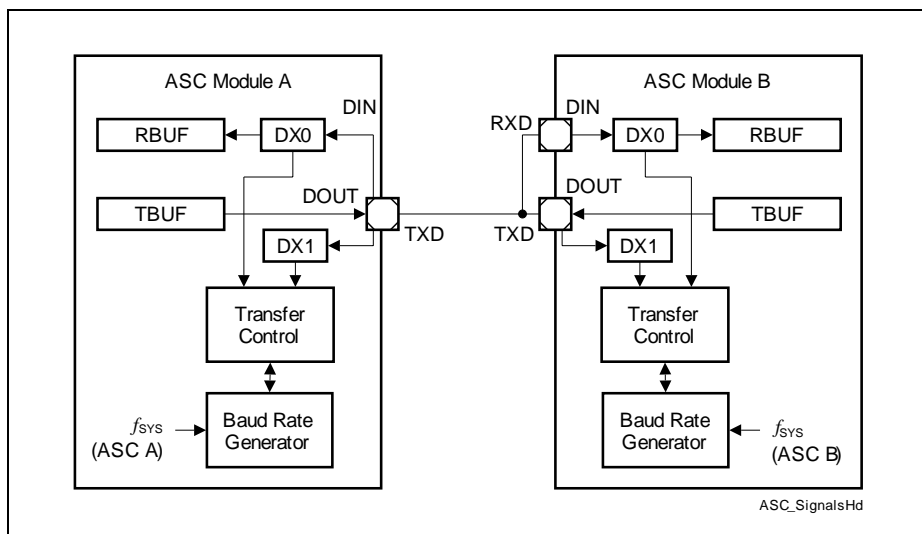 ASC Module A
DIN
RBUF
DX0
DOUT
TBUF
TXD
DX1
Transfer
Control
Baud Rate
Generator
fSYS
(ASC A)
ASC Module B
RXD
DIN
DX0
RBUF
DOUT
TXD
TBUF
DX1
Transfer
Control
Baud Rate
Generator
fSYS
(ASC B)
ASC_SignalsHd